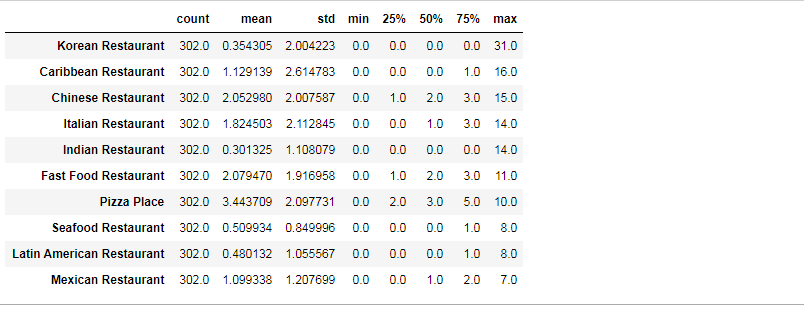 count mean std min 25% 50% 75% max
Korean Restaurant 302.0 0.354305 2.004223 0.0 0.0 0.0 0.0 31.0
Caribbean Restaurant 302.0 1.129139 2.614783 0.0 0.0 0.0 1.0 16.0
Chinese Restaurant 302.0 2.052980 2.007587 0.0 1.0 2.0 3.0 15.0
Italian Restaurant 302.0 1.824503 2.112845 0.0 0.0 1.0 3.0 14.0
Indian Restaurant 302.0 0.301325 1.108079 0.0 0.0 0.0 0.0 14.0
Fast Food Restaurant 302.0 2.079470 1.916958 0.0 1.0 2.0 3.0 11.0
Pizza Place 302.0 3.443709 2.097731 0.0 2.0 3.0 5.0 10.0
Seafood Restaurant 302.0 0.509934 0.849996 0.0 0.0 0.0 1.0 8.0
Latin American Restaurant 302.0 0.480132 1.055567 0.0 0.0 0.0 1.0 8.0
Mexican Restaurant 302.0 1.099338 1.207699 0.0 0.0 1.0 2.0 7.0